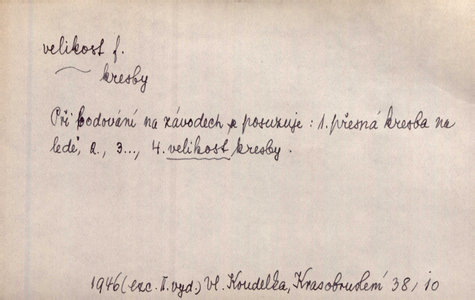 velikost f.
kresby
Při bodování na závodech se posuzuje : 1. přesná kresba na
ledě, 2., 3..., 4. velikost kresby .
1946 (exc. II. vyd.) Vl. Koudelka, Krasobruslení 38, 10